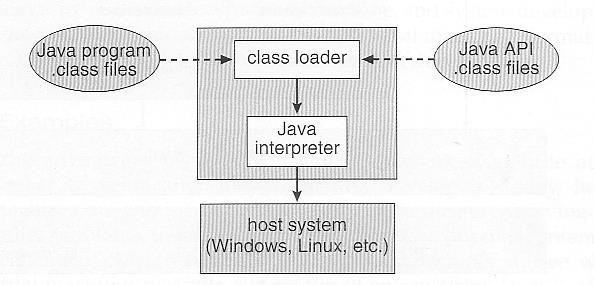 Java program
.class files
class loader
Java API
.class files
Java
interpreter
host system
(Windows, Linux, etc.)